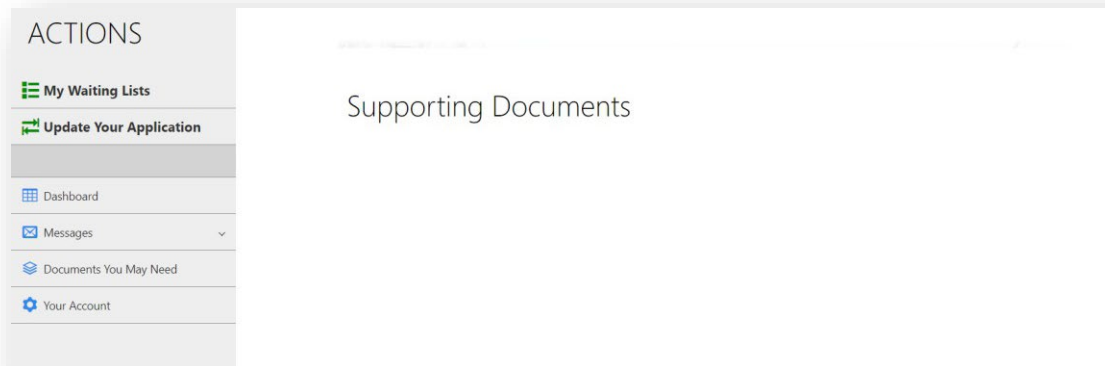 ACTIONS
My Waiting Lists
Update Your Application
Dashboard
Messages
Documents You May Need
Your Account
Supporting Documents